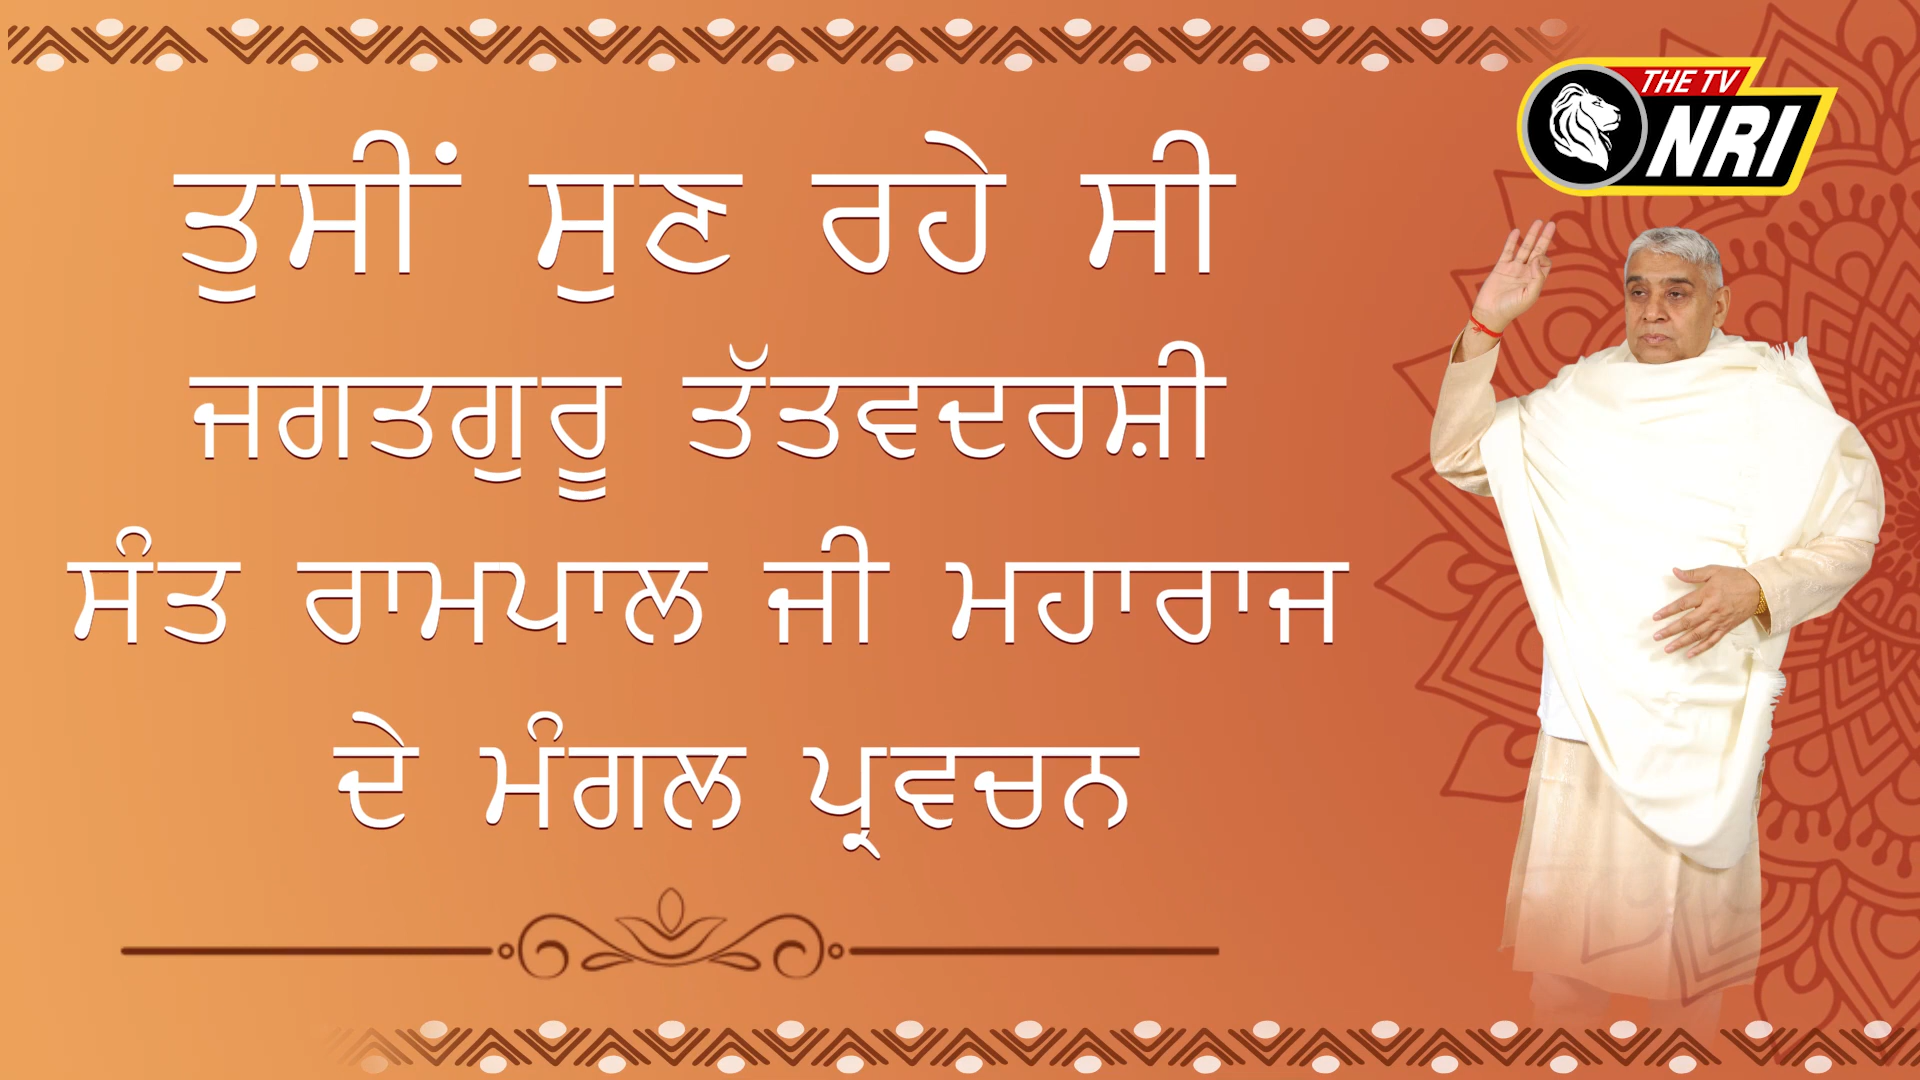 THE TV
NRI
ਤੁਸੀਂ ਸੁਣ ਰਹੇ ਸੀ
ਜਗਤਗੁਰੂ ਤੱਤਵਦਰਸ਼ੀ
ਸੰਤ ਰਾਮਪਾਲ ਜੀ ਮਹਾਰਾਜ
ਦੇ ਮੰਗਲ ਪ੍ਰਵਚਨ